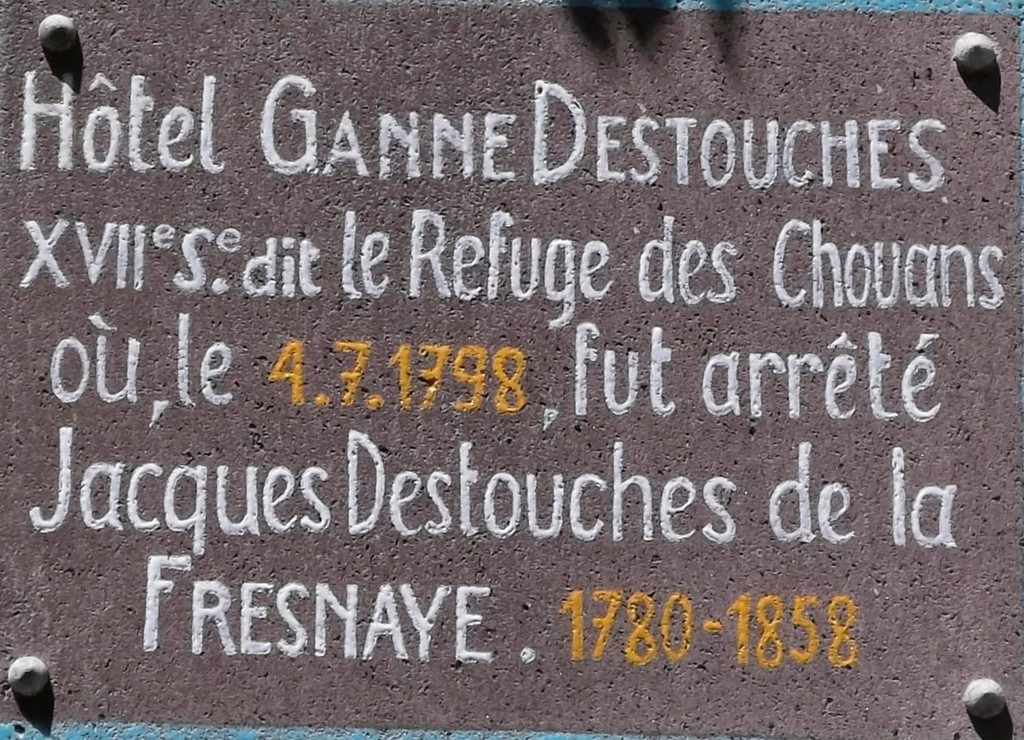 Hôtel GANNE DESTOUCHES
XVIIe S.e dit le Refuge des Chouans
où, le 4.7.1798, fut arrêté
Jacques Destouches de la
FRESNAYE. 1780-1858